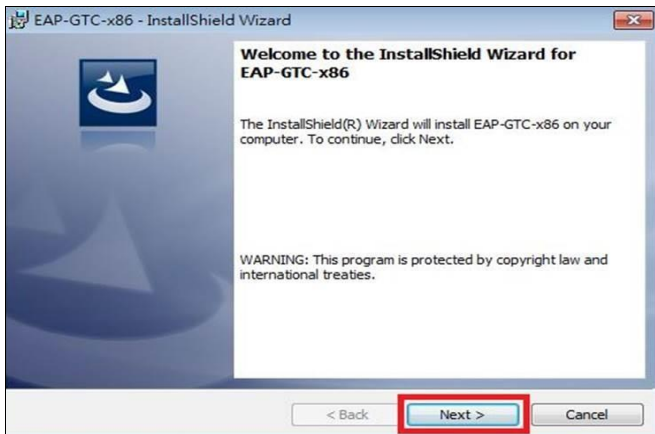 EAP-GTC-x86 - InstallShield Wizard
Welcome to the InstallShield Wizard for
EAP-GTC-x86
The InstallShield(R) Wizard will install EAP-GTC-x86 on your
computer. To continue, click Next.
WARNING: This program is protected by copyright law and
international treaties.
< Back Next > Cancel